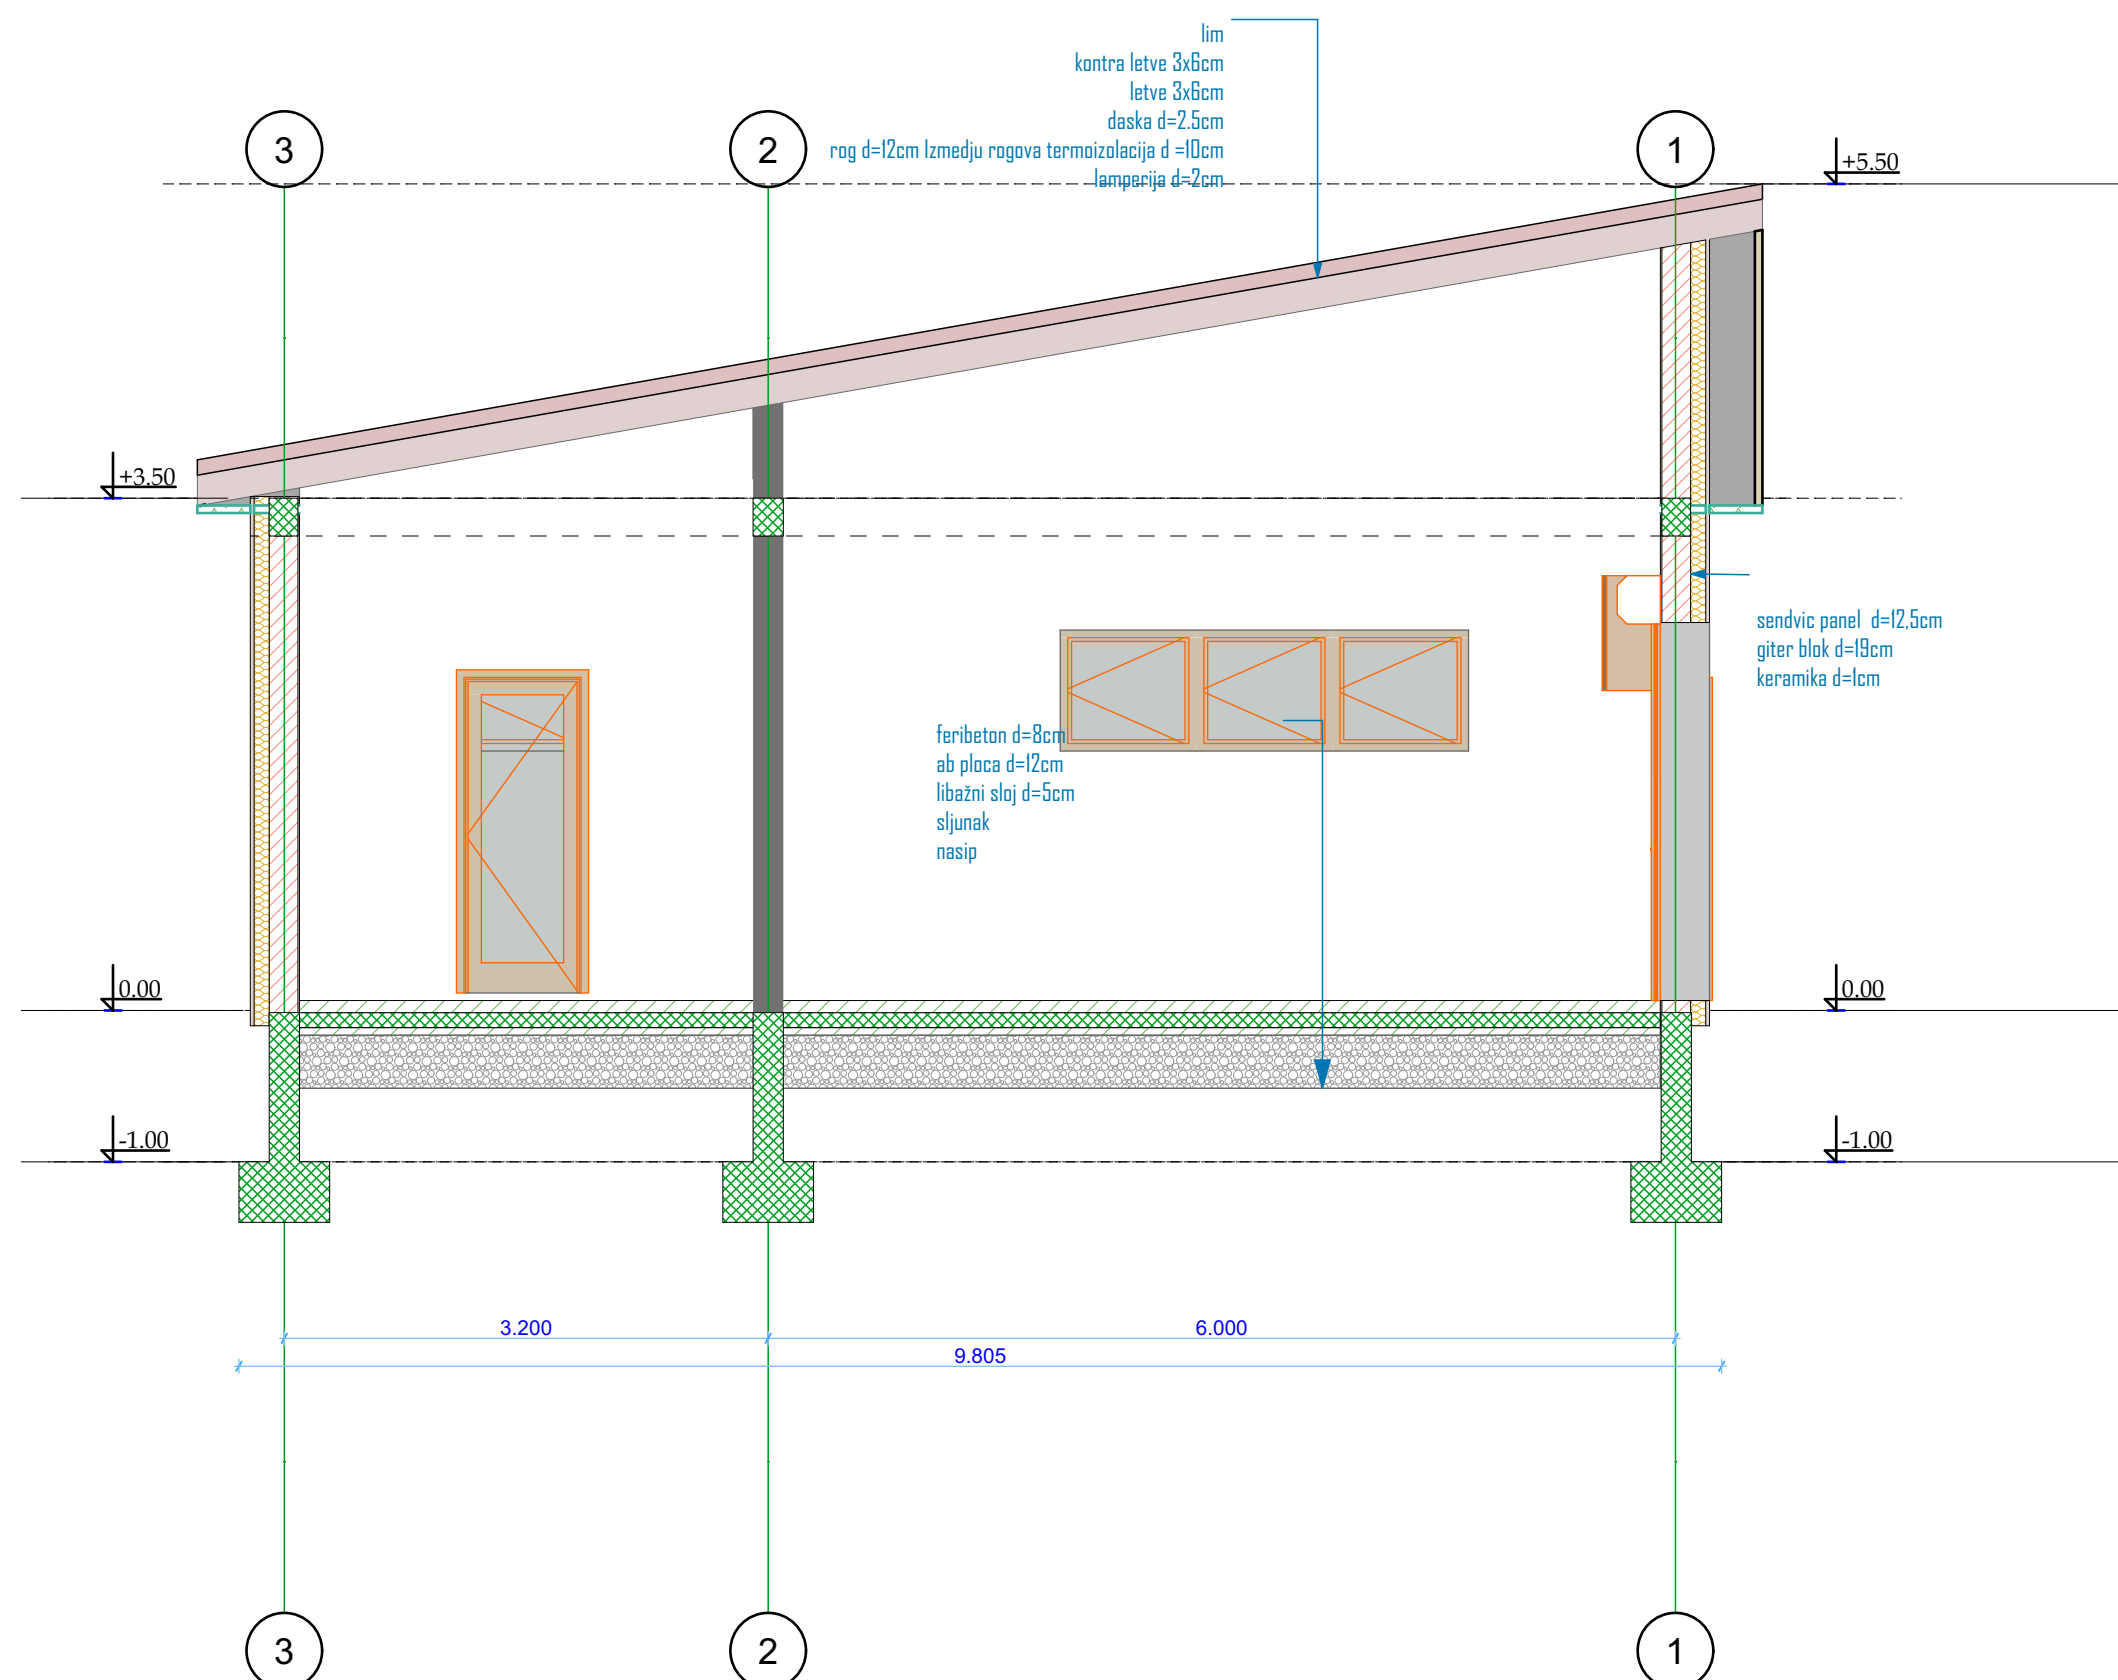 lim
kontra letve 3x6cm
letve 3x6cm
daska d=2.5cm
rog d=12cm Izmedju rogova termoizolacija d =10cm
lamperija d=2cm
3
2
1
+5.50
+3.50
sendvic panel  d=12,5cm
giter blok d=19cm
keramika d=1cm
feribeton d=8cm
ab ploca d=12cm
libažni sloj d=5cm
sljunak
nasip
0.00
0.00
-1.00
-1.00
3.200
6.000
9.805
3
2
1